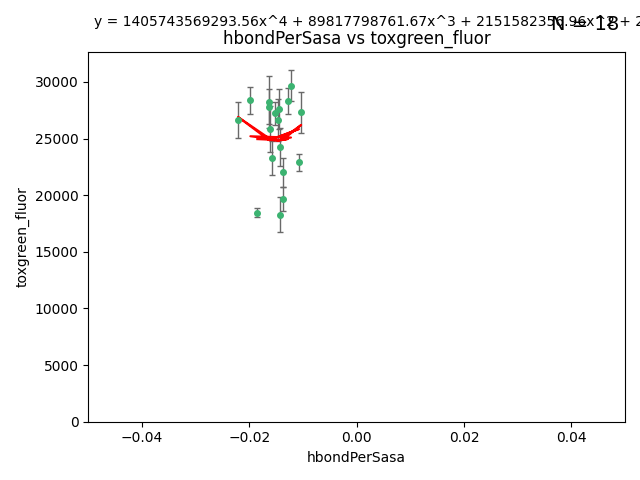 y = 1405743569293.56x^4 + 89817798761.67x^3 + 2151582356.96x^2 + 2
N = 18
hbondPerSasa vs toxgreen_fluor
30000
25000
20000
15000
10000
5000
0
toxgreen_fluor
−0.04 −0.02 0.00 0.02 0.04
hbondPerSasa